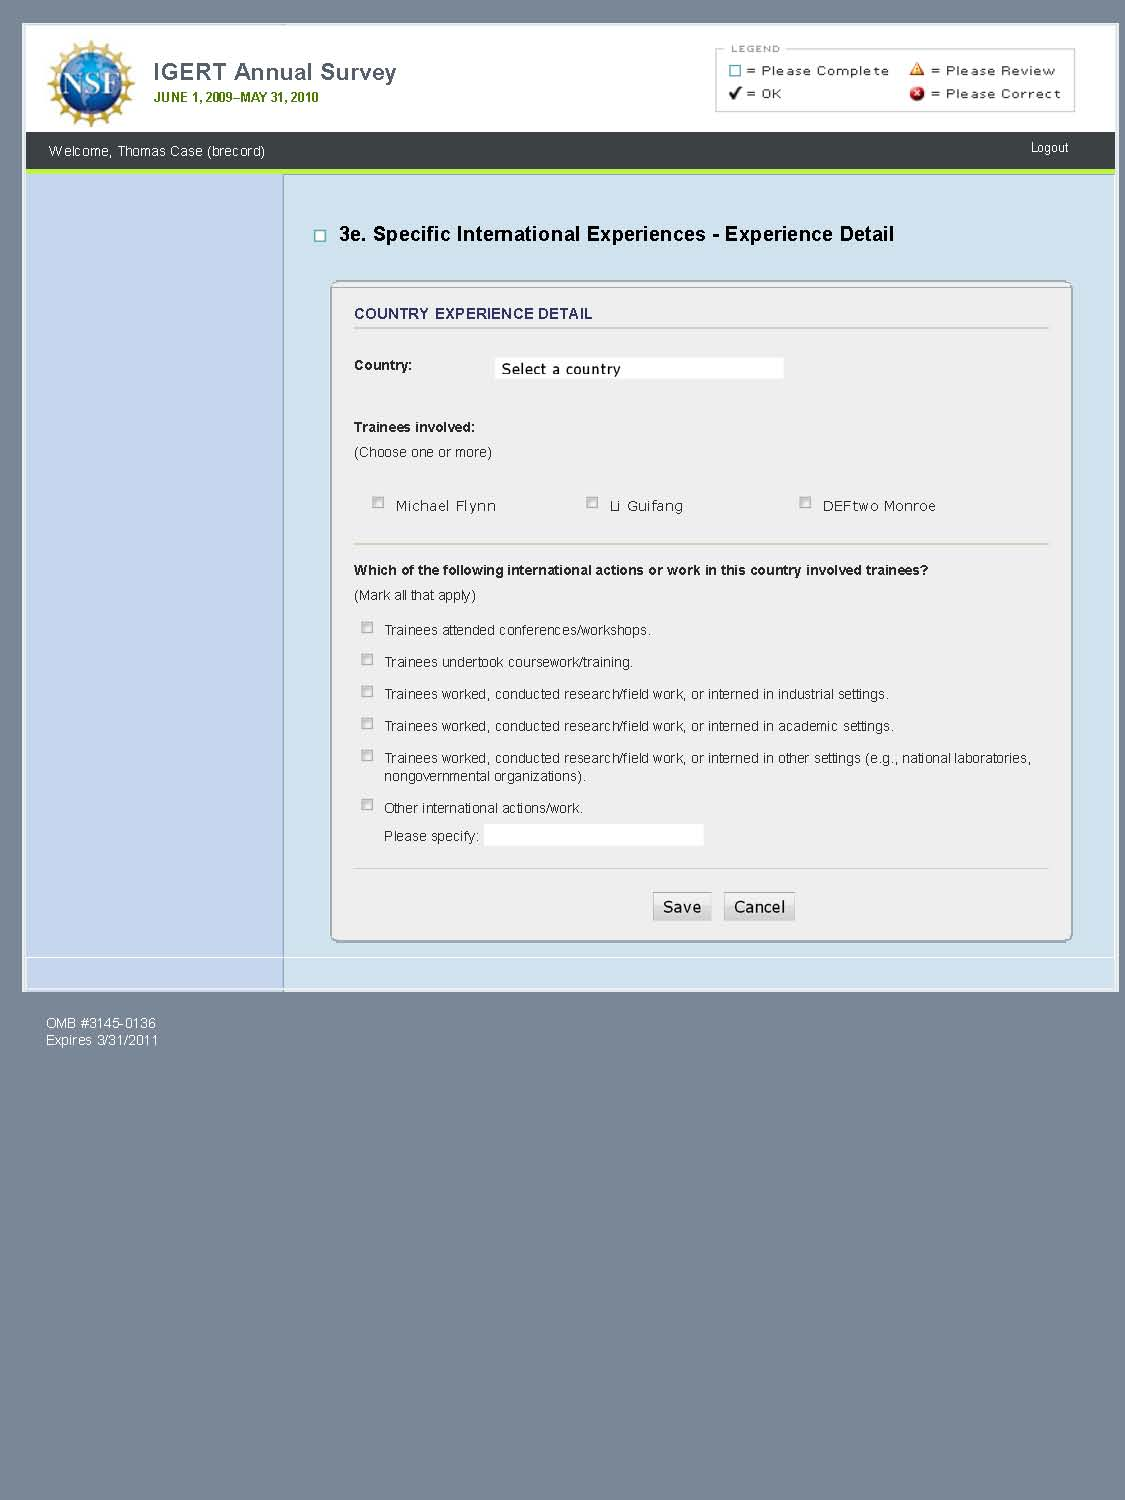 NSF
IGERT Annual Survey
JUNE 1, 2009–MAY 31, 2010
LEGEND
= Please Complete
= Please Review
= OK
= Please Correct
Welcome, Thomas Case (brecord)
Logout
3e. Specific International Experiences - Experience Detail
COUNTRY EXPERIENCE DETAIL
Country:
Select a country
Trainees involved:
(Choose one or more)
Michael Flynn
Li Guifang
DEFtwo Monroe
Which of the following international actions or work in this country involved trainees?
(Mark all that apply)
Trainees attended conferences/workshops.
Trainees undertook coursework/training.
Trainees worked, conducted research/field work, or interned in industrial settings.
Trainees worked, conducted research/field work, or interned in academic settings.
Trainees worked, conducted research/field work, or interned in other settings (e.g., national laboratories,
nongovernmental organizations).
Other international actions/work.
Please specify:
Save
Cancel
OMB #3145-0136
Expires 3/31/2011